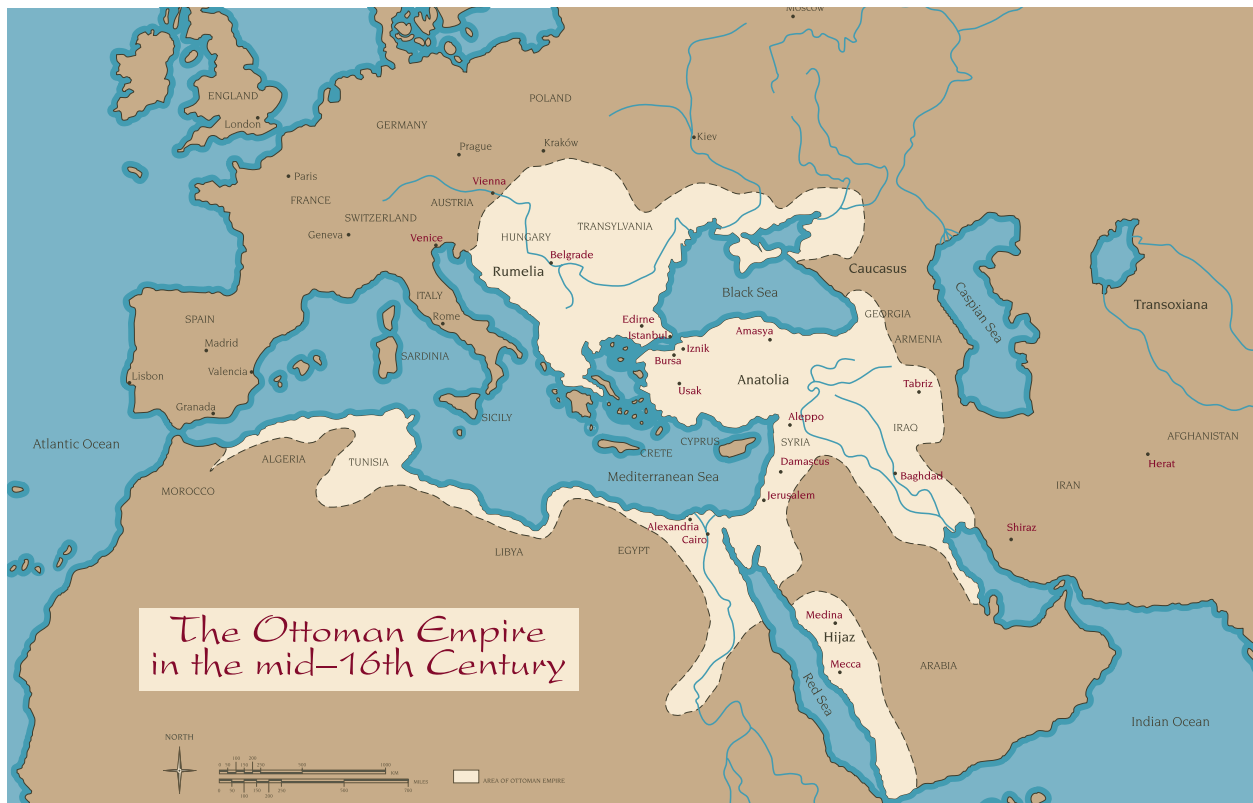 Moscow
ENGLAND
London
POLAND
GERMANY
Kiev
Prague
Kraków
Paris
Vienna
FRANCE
AUSTRIA
SWITZERLAND
TRANSYLVANIA
Geneva
Venice
HUNGARY
Belgrade
Rumelia
Caucasus
Black Sea
Caspian Sea
Transoxiana
ITALY
Rome
SPAIN
Edirne
Istanbul
Amasya
GEORGIA
ARMENIA
Madrid
SARDINIA
Iznik
Bursa
Valencia
Lisbon
Anatolia
Usak
Tabriz
Granada
SICILY
Aleppo
Atlantic Ocean
CYPRUS
SYRIA
IRAQ
AFGHANISTAN
CRETE
ALGERIA
TUNISIA
Damascus
Herat
Mediterranean Sea
Baghdad
MOROCCO
IRAN
Jerusalem
Alexandria
Cairo
Shiraz
LIBYA
EGYPT
Medina
Hijaz
The Ottoman Empire
in the mid–16th Century
Mecca
ARABIA
Red Sea
Indian Ocean
NORTH
KM
MILES
AREA OF OTTOMAN EMPIRE